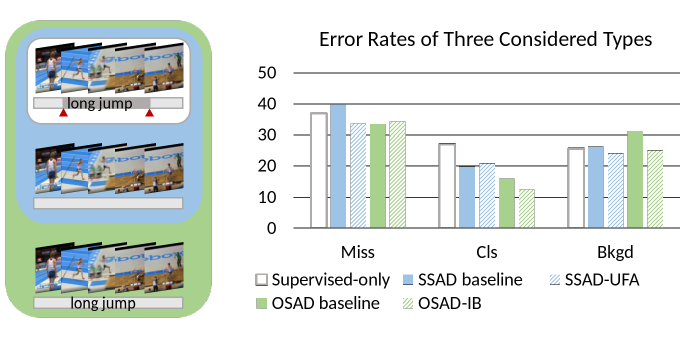 long jump
long jump
Error Rates of Three Considered Types
50
40
30
20
10
0
Miss Cls Bkgd
Supervised-only SSAD baseline SSAD-UFA
OSAD baseline OSAD-IB